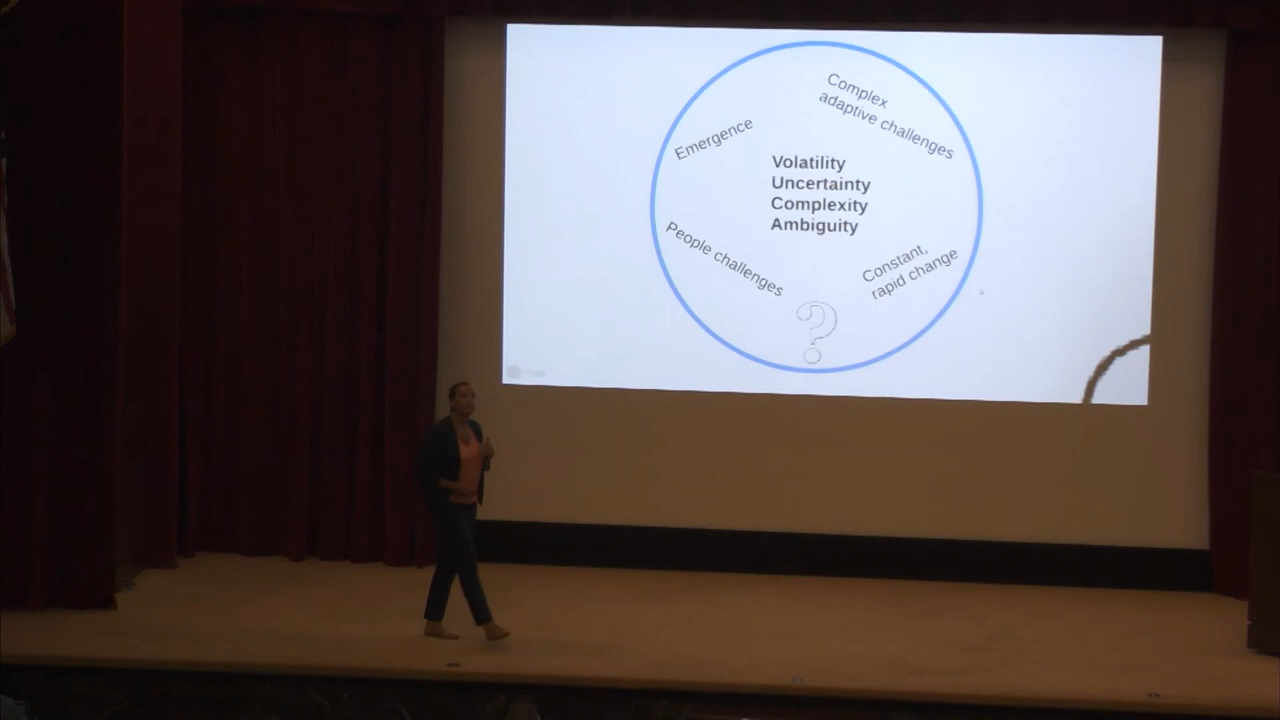 Complex
adaptive challenges
Emergence
Volatility
Uncertainty
Complexity
Ambiguity
People challenges
Constant,
rapid change
?